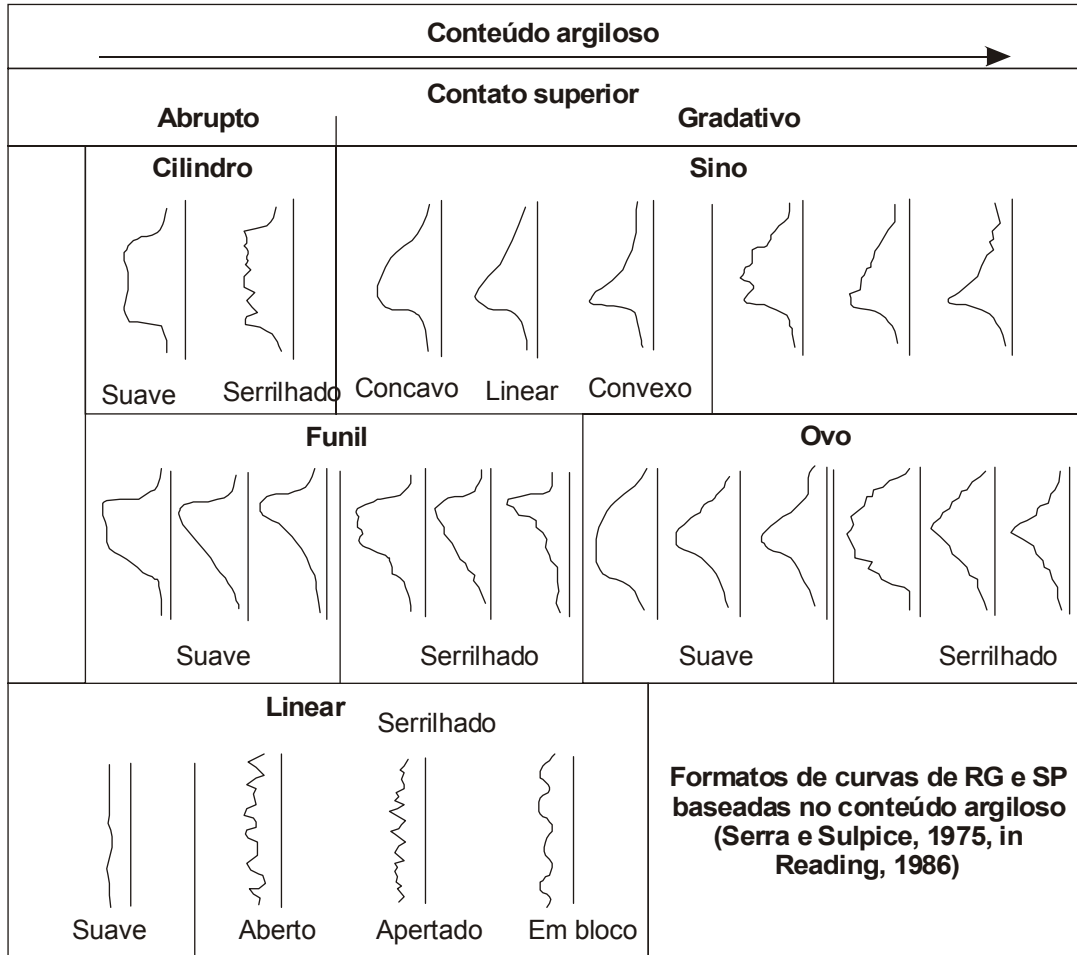 Conteúdo argiloso
Contato superior
Abrupto
Gradativo
Cilindro
Sino
Suave
Serrilhado
Concavo
Linear
Convexo
Funil
Ovo
Suave
Serrilhado
Suave
Serrilhado
Linear
Serrilhado
Suave
Aberto
Apertado
Em bloco
Formatos de curvas de RG e SP
baseadas no conteúdo argiloso
(Serra e Sulpice, 1975, in
Reading, 1986)